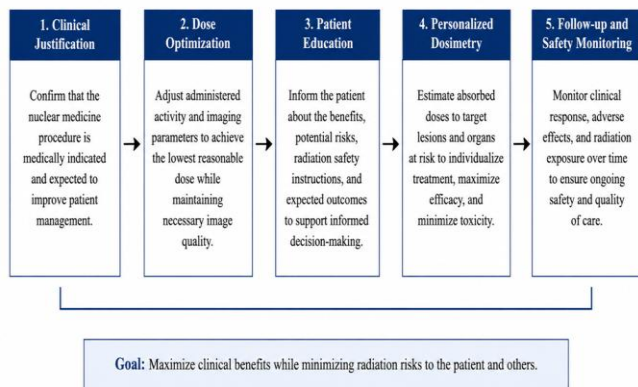 1. Clinical
Justification
Confirm that the
nuclear medicine
procedure is
medically indicated
and expected to
improve patient
management.
2. Dose
Optimization
Adjust administered
activity and imaging
parameters to achieve
the lowest reasonable
dose while
maintaining
necessary image
quality.
3. Patient
Education
Inform the patient
about the benefits,
potential risks,
radiation safety
instructions, and
expected outcomes
to support informed
decision-making.
4. Personalized
Dosimetry
Estimate absorbed
doses to target
lesions and organs
at risk to individualize
treatment, maximize
efficacy, and
minimize toxicity.
5. Follow-up and
Safety Monitoring
Monitor clinical
response, adverse
effects, and radiation
exposure over time
to ensure ongoing
safety and quality
of care.
Goal: Maximize clinical benefits while minimizing radiation risks to the patient and others.